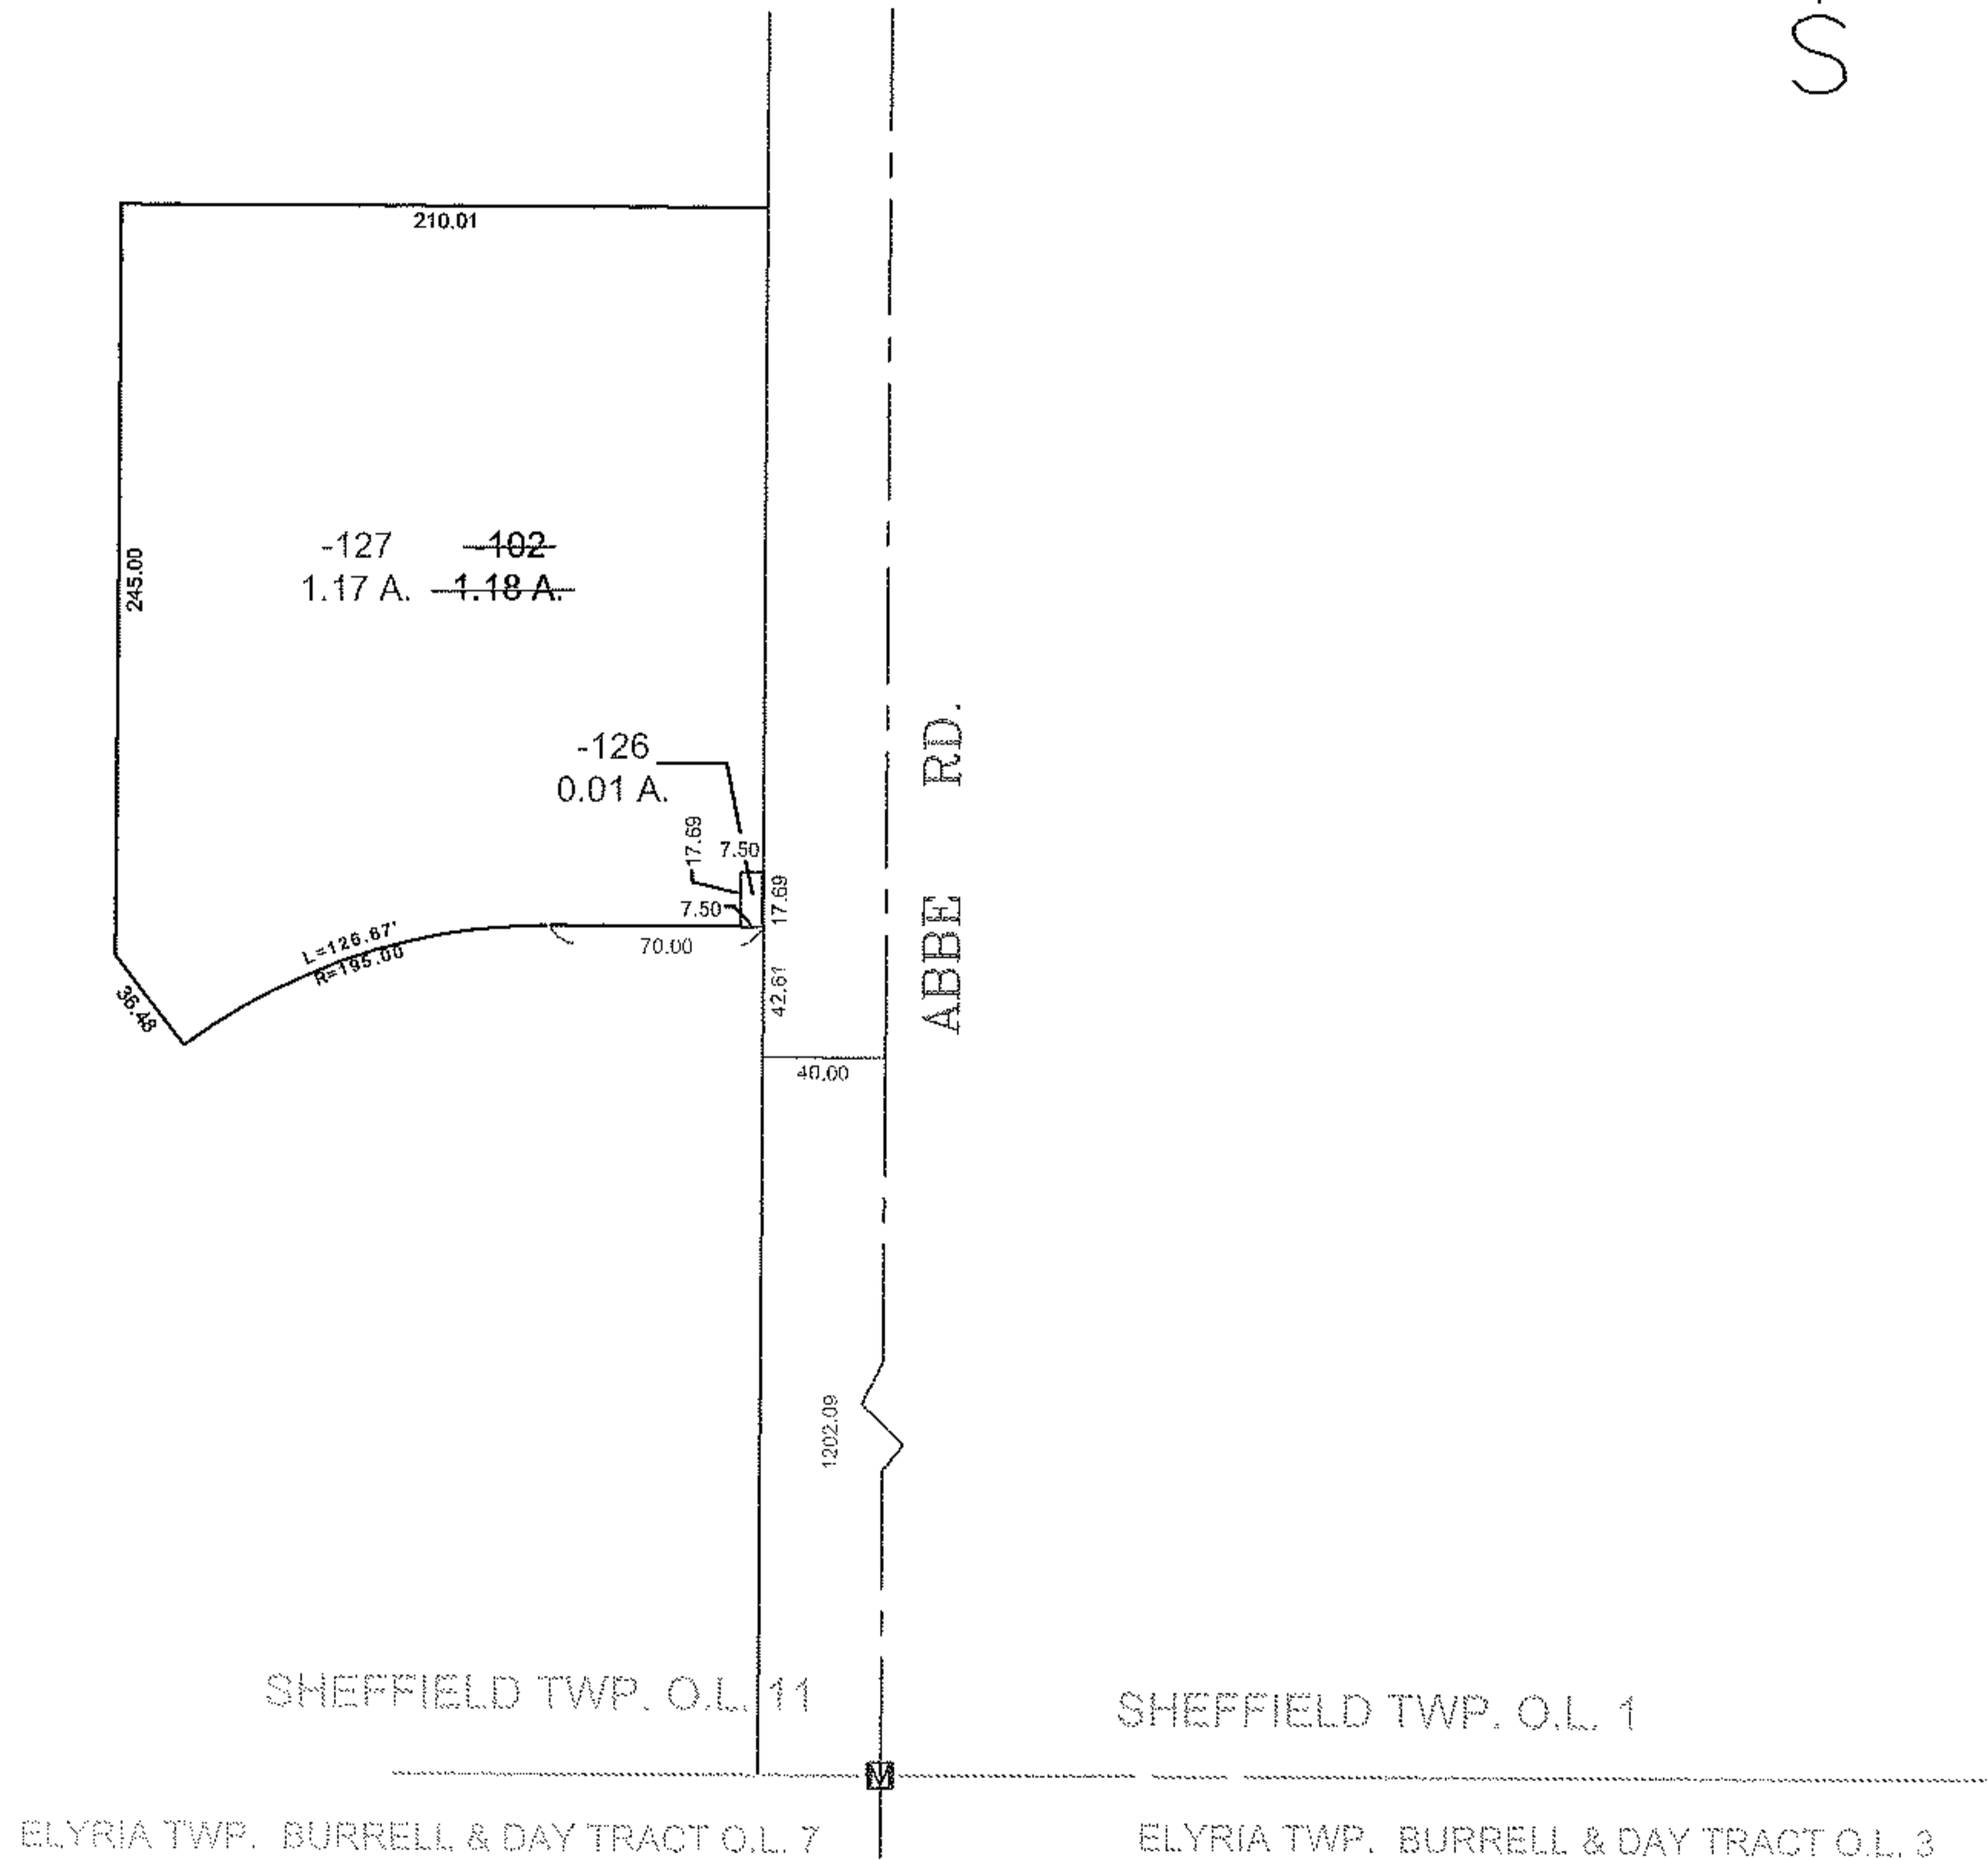 S
210.01
245.00
-127 -102
1.17 A. 1.18 A.
-126
0.01 A.
RD.
17.69
7.50
17.69
7.50
L=126.67'
R=195.00
70.00
ABBE
36.48
42.61
40.00
1202.09
SHEFFIELD TWP. O.L. 11
SHEFFIELD TWP. O.L. 1
M
ELYRIA TWP. BURRELL & DAY TRACT O.L. 7
ELYRIA TWP. BURRELL & DAY TRACT O.L. 3